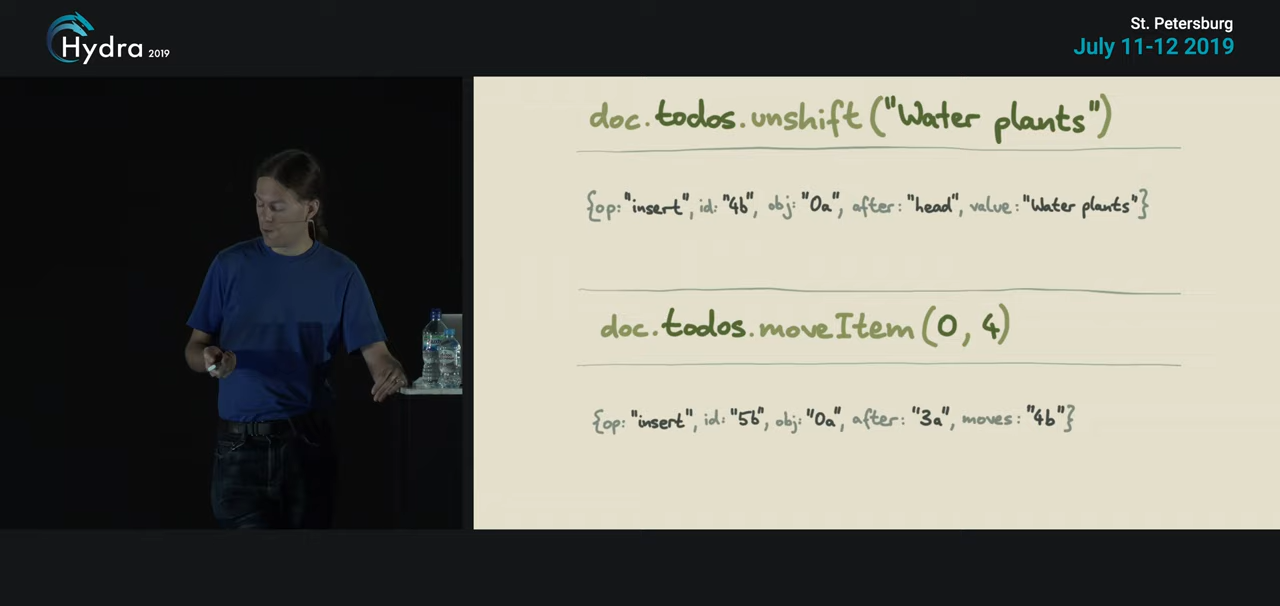 Hydra 2019
St. Petersburg
July 11-12 2019
doc.todos.unshift("Water plants")
{op: "insert", id: "4b", obj: "0a", after: "head", value: "Water plants"}
doc.todos.moveItem(0, 4)
{op: "insert", id: "5b", obj: "0a", after: "3a", moves: "4b"}